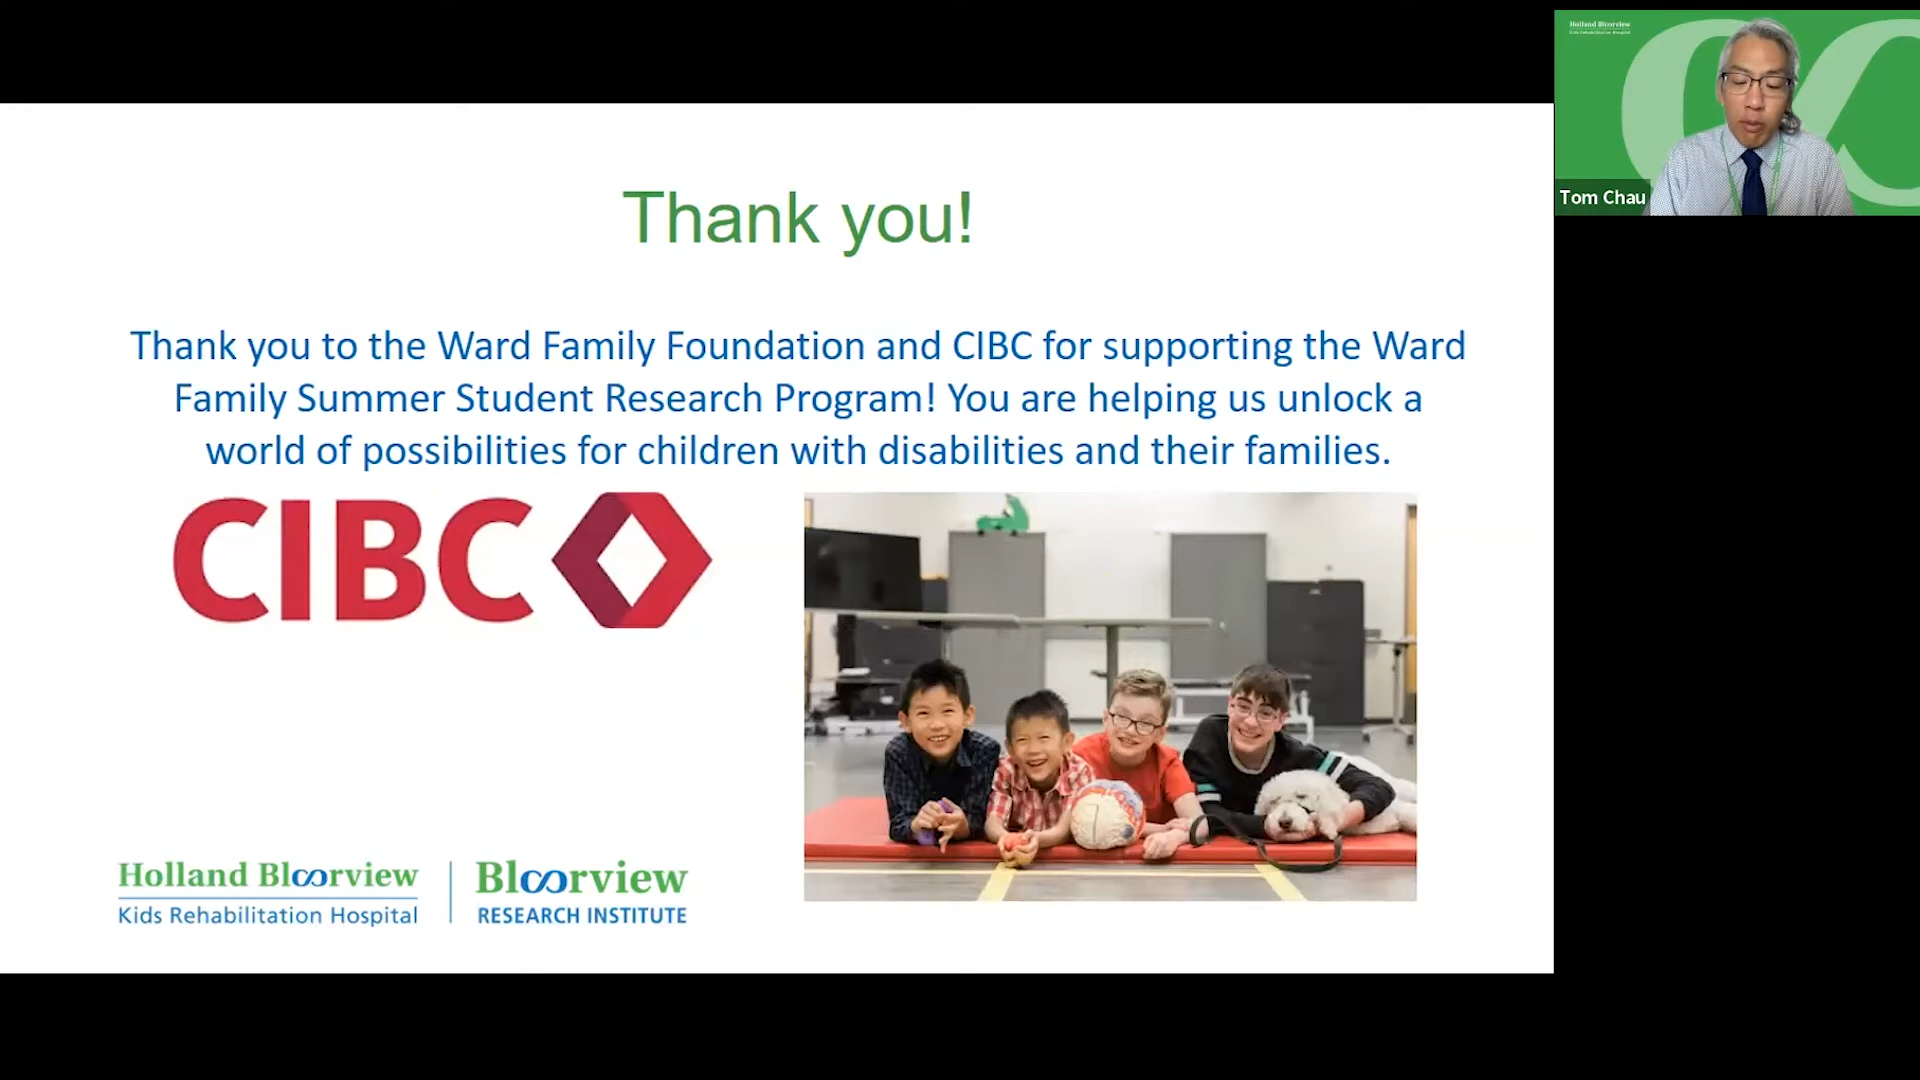 Holland Bloorview
Kids Rehabilitation Hospital
Tom Chau
Thank you!
Thank you to the Ward Family Foundation and CIBC for supporting the Ward
Family Summer Student Research Program! You are helping us unlock a
world of possibilities for children with disabilities and their families.
CIBC
Holland Bloorview
Kids Rehabilitation Hospital
Bloorview
RESEARCH INSTITUTE